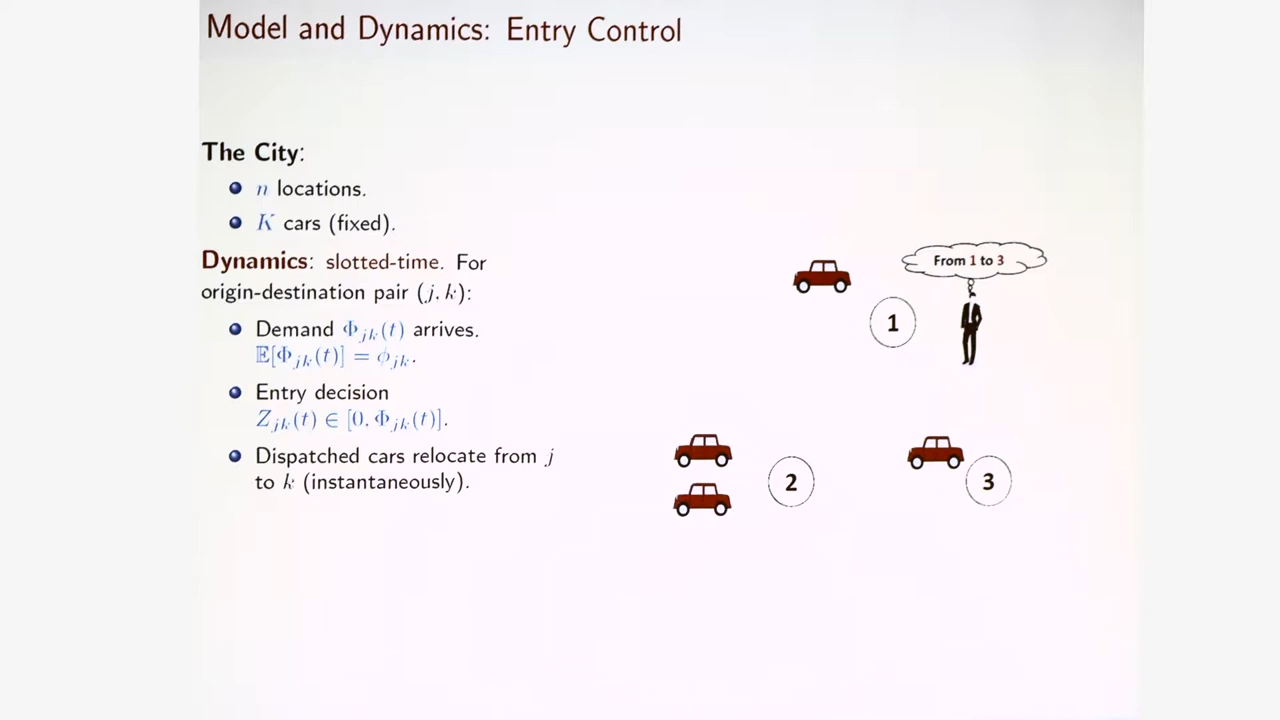 Model and Dynamics: Entry Control
The City:
n locations.
K cars (fixed).
Dynamics: slotted-time. For
origin-destination pair (j, k):
Demand Φ_jk(t) arrives.
𝔼[Φ_jk(t)] = ϕ_jk.
Entry decision
Z_jk(t) ∈ [0, Φ_jk(t)].
Dispatched cars relocate from j
to k (instantaneously).
From 1 to 3
1
2
3